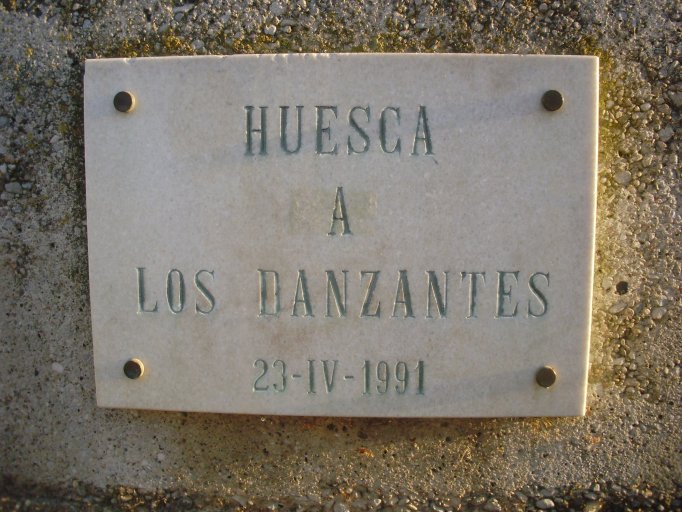 HUESCA
A
LOS DANZANTES
23-IV-1991